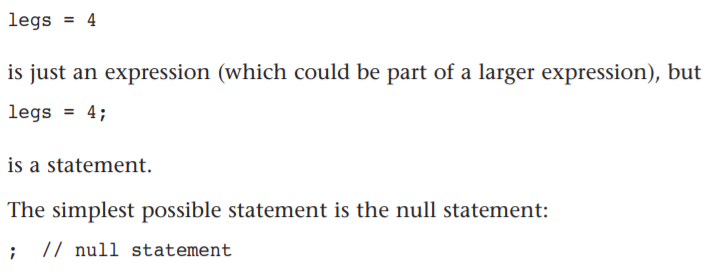 legs = 4
is just an expression (which could be part of a larger expression), but
legs = 4;
is a statement.
The simplest possible statement is the null statement:
;  // null statement